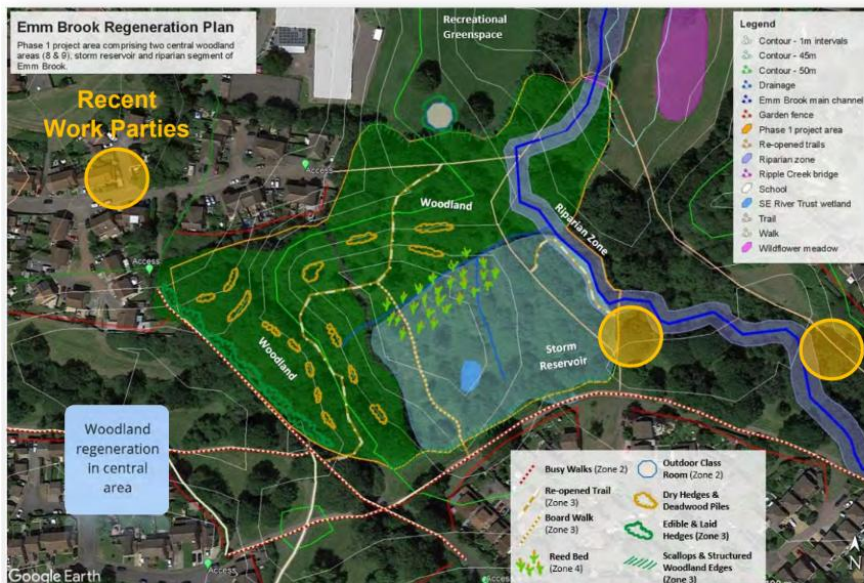 Emm Brook Regeneration Plan
Phase 1 project area comprising two central woodland
areas (8 & 9), storm reservoir and riparian segment of
Emm Brook.
Recent
Work Parties
Recreational
Greenspace
Legend
Contour - 1m intervals
Contour - 45m
Contour - 50m
Drainage
Emm Brook main channel
Garden fence
Phase 1 project area
Re-opened trails
Riparian zone
Ripple Creek bridge
School
SE River Trust wetland
Trail
Walk
Wildflower meadow
Access
Access
Woodland
Riparian Zone
Woodland
Storm
Reservoir
Woodland
regeneration
in central
area
Busy Walks (Zone 2)
Re-opened Trail
(Zone 3)
Board Walk
(Zone 3)
Reed Bed
(Zone 4)
Outdoor Class
Room (Zone 2)
Dry Hedges &
Deadwood Piles
Edible & Laid
Hedges (Zone 3)
Scallops & Structured
Woodland Edges
(Zone 3)
Access
Google Earth
N